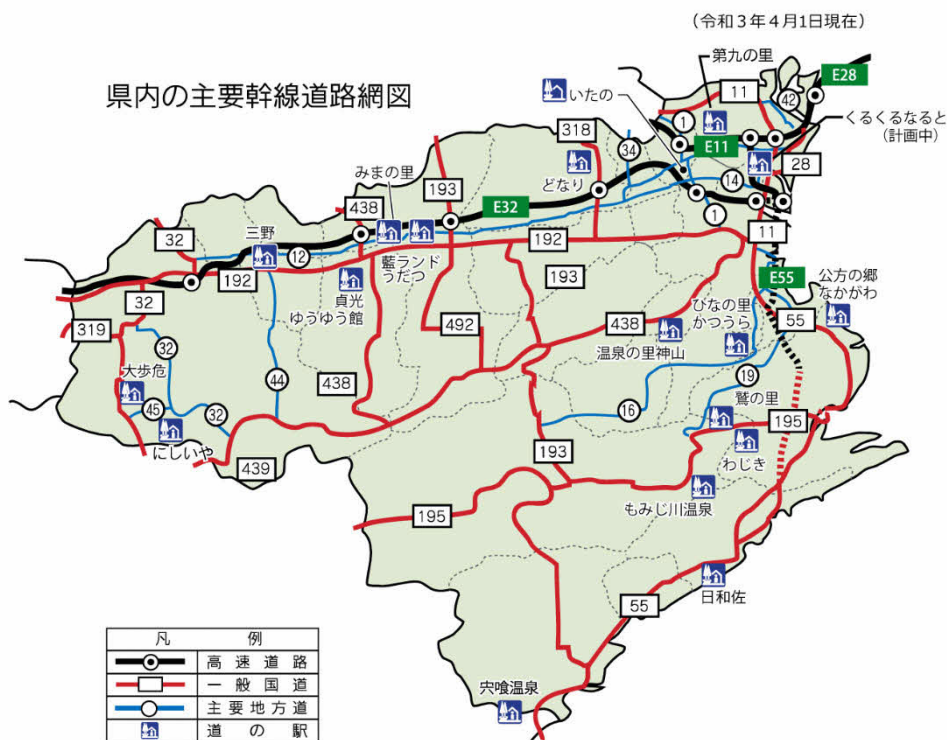 （令和３年４月1日現在）
県内の主要幹線道路網図
第九の里
E28
いたの
11
42
くるくるなると
（計画中）
1
E11
318
34
28
どなり
14
みまの里
193
438
E32
1
三野
32
12
藍ランド
うだつ
192
11
192
193
貞光
ゆうゆう館
E55
公方の郷
なかがわ
32
ひなの里
かつうら
319
492
438
55
温泉の里神山
32
大歩危
44
438
19
45
32
16
鷲の里
195
にしいや
わじき
439
193
もみじ川温泉
195
日和佐
55
宍喰温泉
凡例
高速道路
一般国道
主要地方道
道の駅